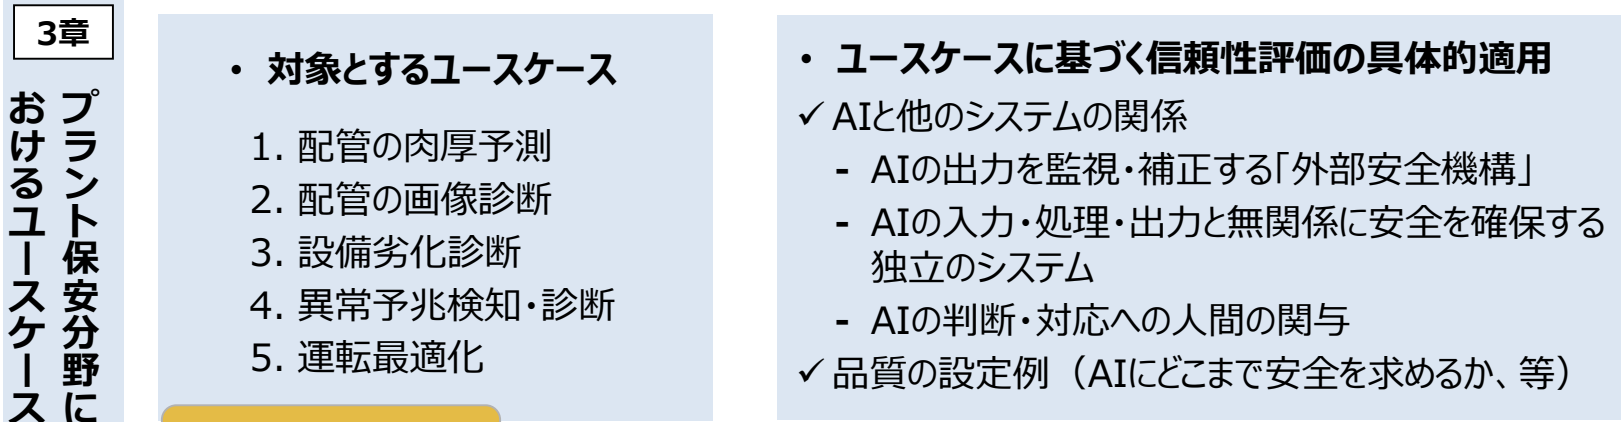 3章
プラント保安分野に
おけるユースケース
• 対象とするユースケース
1. 配管の肉厚予測
2. 配管の画像診断
3. 設備劣化診断
4. 異常予兆検知・診断
5. 運転最適化
• ユースケースに基づく信頼性評価の具体的適用
✓ AIと他のシステムの関係
- AIの出力を監視・補正する「外部安全機構」
- AIの入力・処理・出力と無関係に安全を確保する
独立のシステム
- AIの判断・対応への人間の関与
✓ 品質の設定例（AIにどこまで安全を求めるか、等）